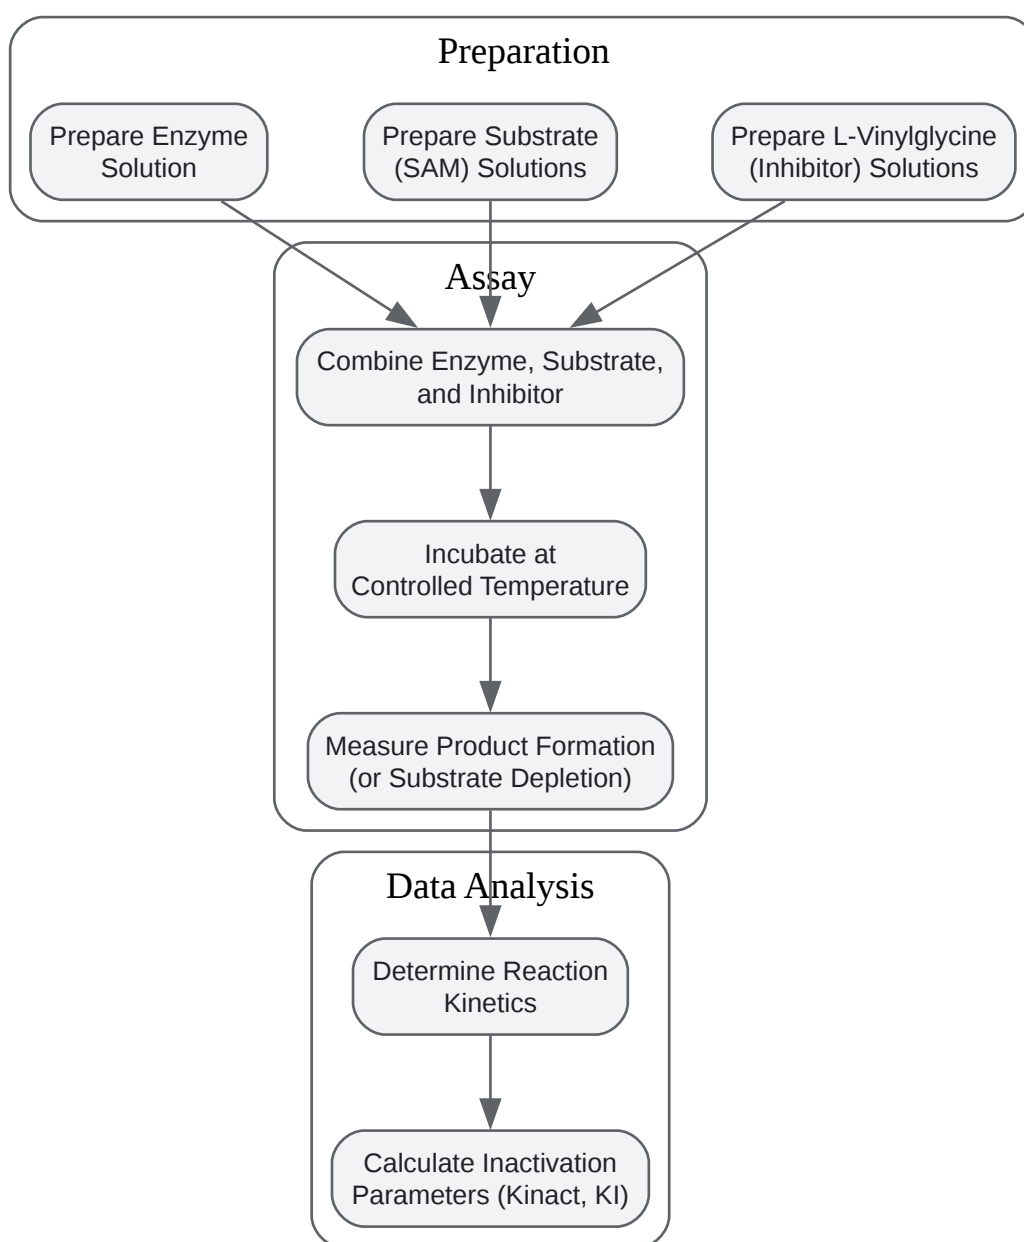 Preparation
Prepare Enzyme
Solution
Prepare Substrate
(SAM) Solutions
Prepare L-Vinylglycine
(Inhibitor) Solutions
Assay
Combine Enzyme, Substrate,
and Inhibitor
Incubate at
Controlled Temperature
Measure Product Formation
(or Substrate Depletion)
Data Analysis
Determine Reaction
Kinetics
Calculate Inactivation
Parameters (Kinact, KI)